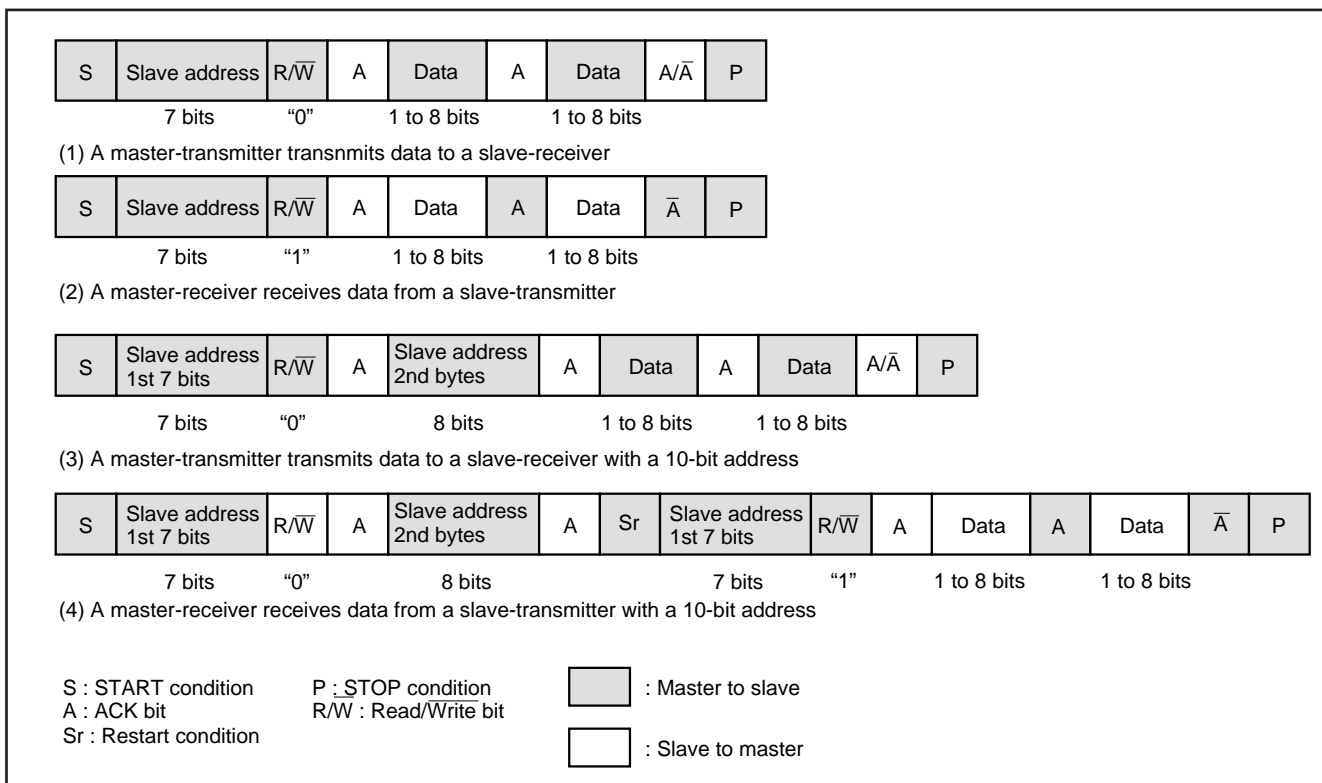 S Slave address R/W̅ A Data A Data A/A̅ P
7 bits “0” 1 to 8 bits 1 to 8 bits
(1) A master-transmitter transnmits data to a slave-receiver
S Slave address R/W̅ A Data A Data A̅ P
7 bits “1” 1 to 8 bits 1 to 8 bits
(2) A master-receiver receives data from a slave-transmitter
S Slave address 1st 7 bits R/W̅ A Slave address 2nd bytes A Data A Data A/A̅ P
7 bits “0” 8 bits 1 to 8 bits 1 to 8 bits
(3) A master-transmitter transmits data to a slave-receiver with a 10-bit address
S Slave address 1st 7 bits R/W̅ A Slave address 2nd bytes A Sr Slave address 1st 7 bits R/W̅ A Data A Data A̅ P
7 bits “0” 8 bits 7 bits “1” 1 to 8 bits 1 to 8 bits
(4) A master-receiver receives data from a slave-transmitter with a 10-bit address
S : START condition P : STOP condition : Master to slave
A : ACK bit R/W̅ : Read/W̅r̅i̅t̅e̅ bit
Sr : Restart condition
: Slave to master